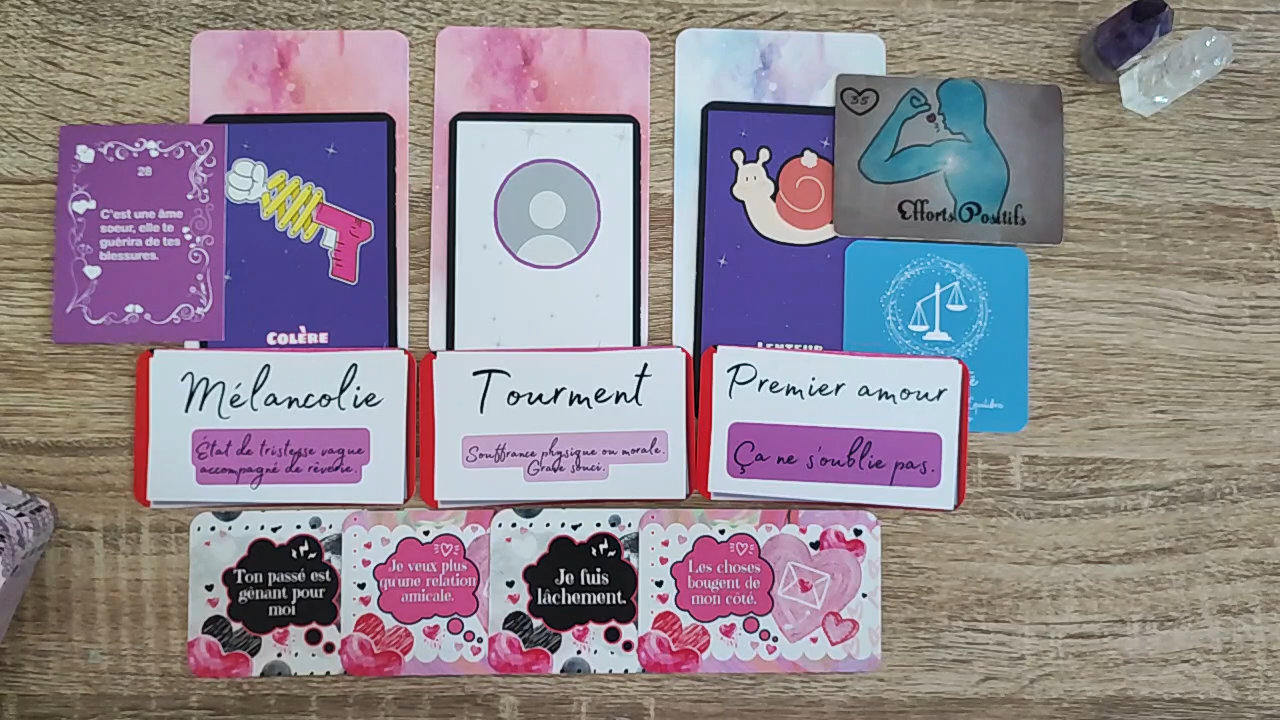 35
Efforts Positifs
28
C'est une âme
soeur, elle te
guérira de tes
blessures.
COLÈRE
LENTEUR
Équilibre
Mélancolie
État de tristesse vague
accompagné de rêverie.
Tourment
Souffrance physique ou morale.
Grave souci.
Premier amour
Ça ne s'oublie pas.
Ton passé est
gênant pour
moi
Je veux plus
qu'une relation
amicale.
Je fuis
lâchement.
Les choses
bougent de
mon côté.